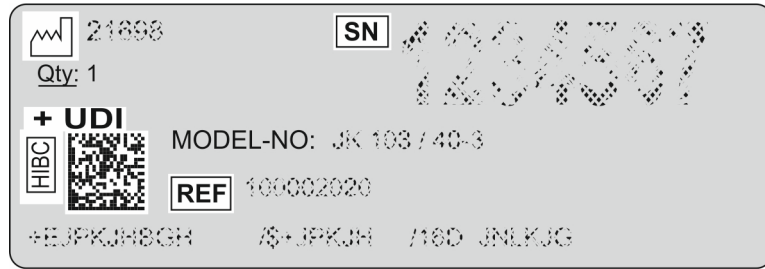 21698
SN 1234567
Qty: 1
+ UDI
HIBC
MODEL-NO: JK 103 / 40-3
REF 100002020
+EJPKJHBGH /$+JPKJH /16D JNLKJG